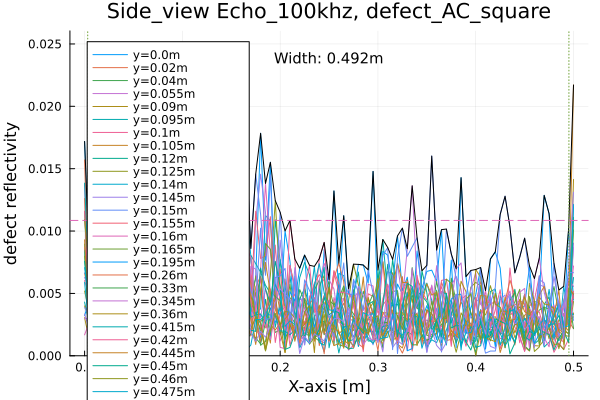 Side_view Echo_100khz, defect_AC_square
Width: 0.492m
defect reflectivity
0.025
0.020
0.015
0.010
0.005
0.000
y=0.0m
y=0.02m
y=0.04m
y=0.055m
y=0.09m
y=0.095m
y=0.1m
y=0.105m
y=0.12m
y=0.125m
y=0.14m
y=0.145m
y=0.15m
y=0.155m
y=0.16m
y=0.165m
y=0.195m
y=0.26m
y=0.33m
y=0.345m
y=0.36m
y=0.415m
y=0.42m
y=0.445m
y=0.45m
y=0.46m
y=0.475m
0.2
0.3
0.4
0.5
X-axis [m]